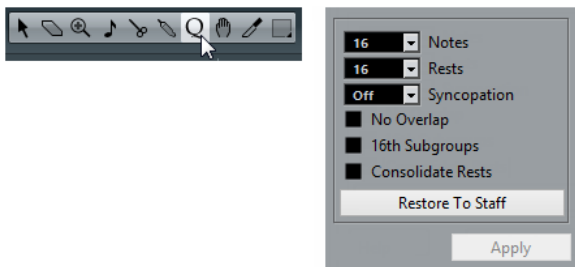 Q
16 Notes
16 Rests
Off Syncopation
No Overlap
16th Subgroups
Consolidate Rests
Restore To Staff
Apply